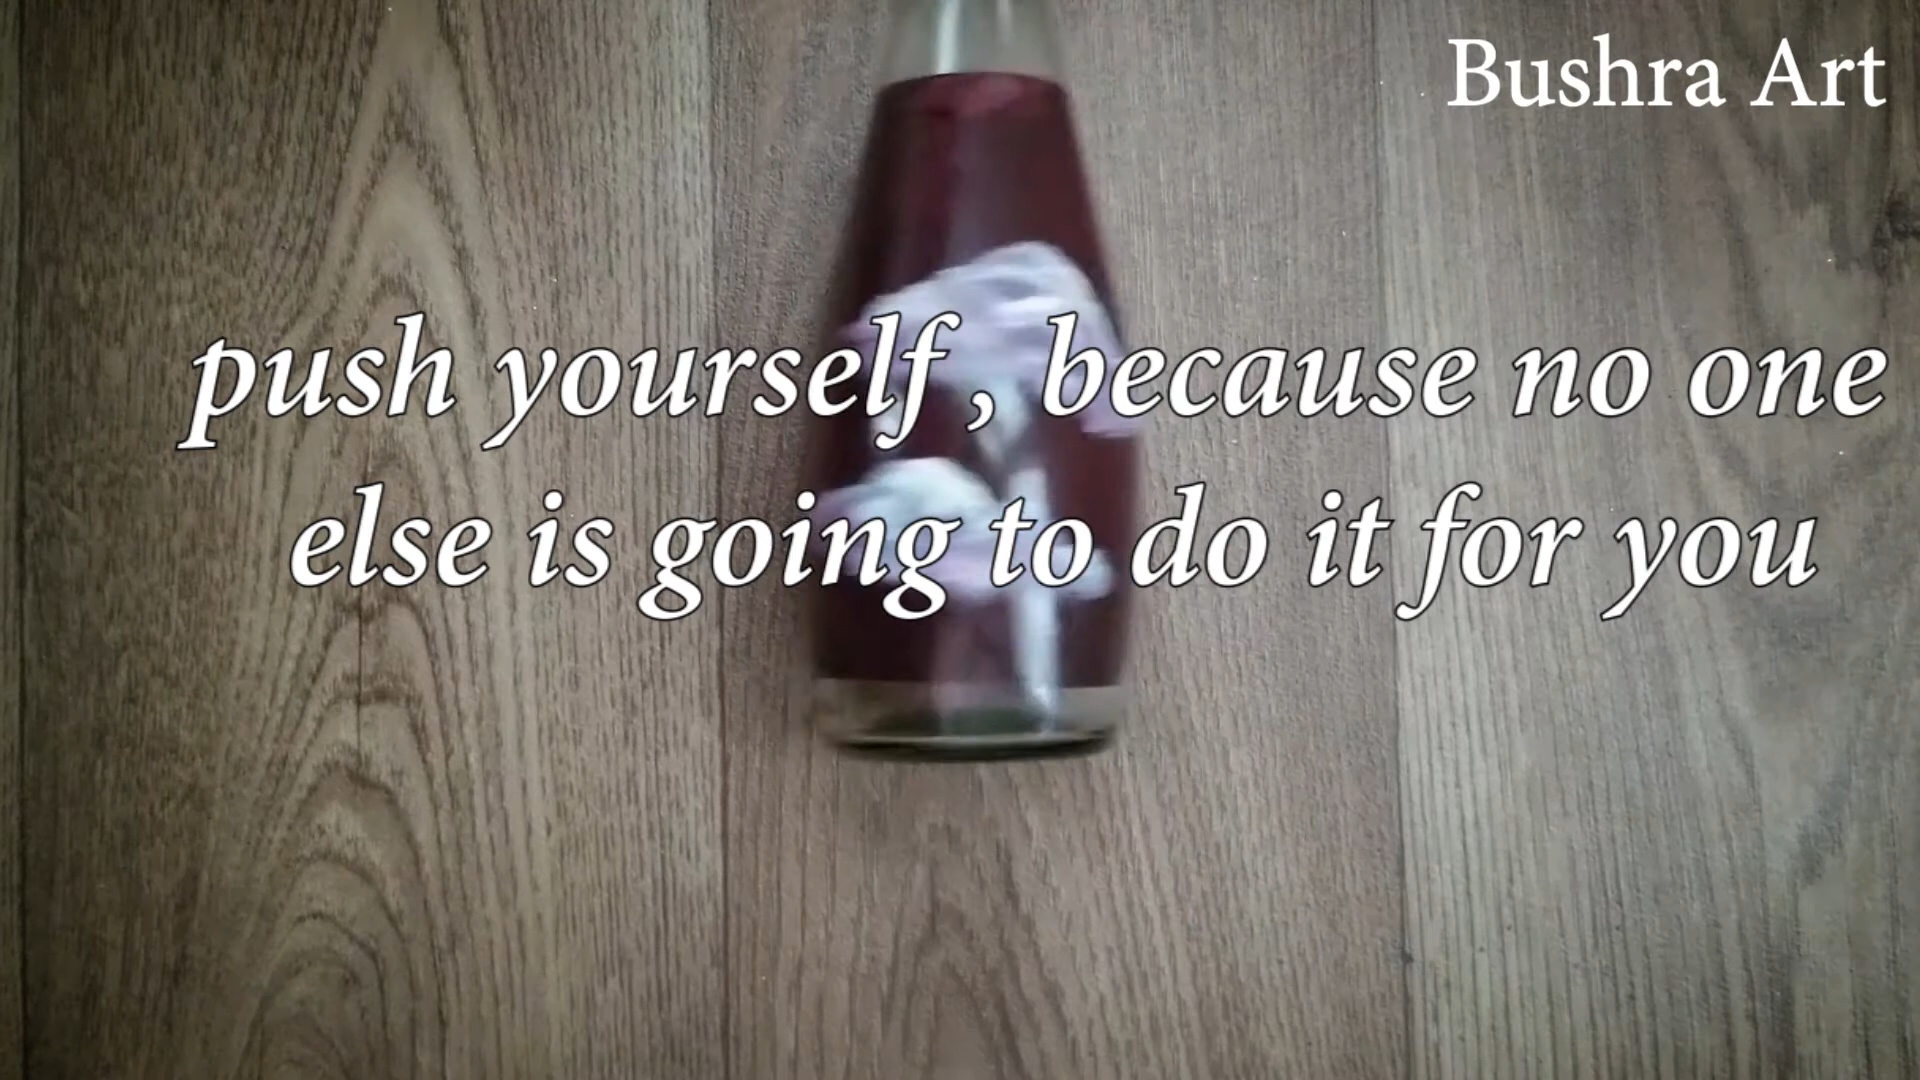 Bushra Art
push yourself , because no one
else is going to do it for you